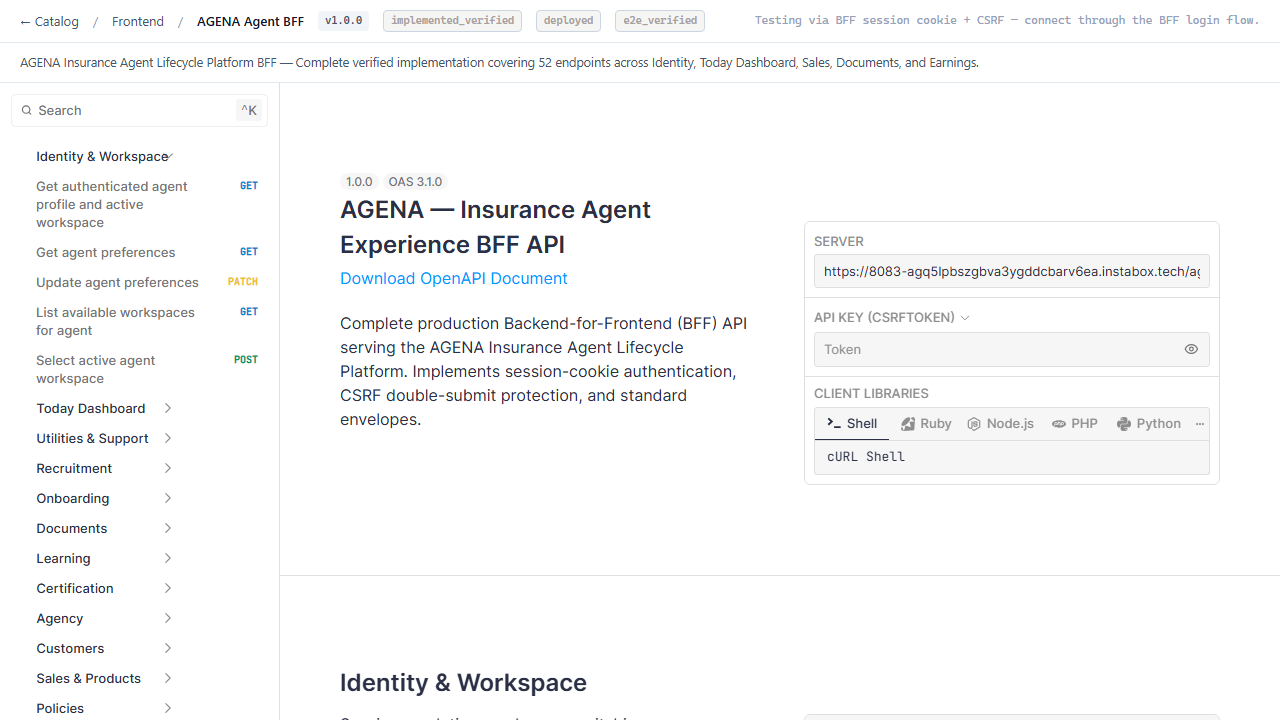 ← Catalog / Frontend / AGENA Agent BFF v1.0.0 implemented_verified deployed e2e_verified Testing via BFF session cookie + CSRF — connect through the BFF login flow.
AGENA Insurance Agent Lifecycle Platform BFF — Complete verified implementation covering 52 endpoints across Identity, Today Dashboard, Sales, Documents, and Earnings.
Search ^K
Identity & Workspace
Get authenticated agent GET
profile and active
workspace
Get agent preferences GET
Update agent preferences PATCH
List available workspaces GET
for agent
Select active agent POST
workspace
Today Dashboard
Utilities & Support
Recruitment
Onboarding
Documents
Learning
Certification
Agency
Customers
Sales & Products
Policies
1.0.0 OAS 3.1.0
AGENA — Insurance Agent
Experience BFF API
Download OpenAPI Document
Complete production Backend-for-Frontend (BFF) API
serving the AGENA Insurance Agent Lifecycle
Platform. Implements session-cookie authentication,
CSRF double-submit protection, and standard
envelopes.
SERVER
https://8083-agq5lpbszgbva3ygddcbarv6ea.instabox.tech/ag
API KEY (CSRFTOKEN)
Token
CLIENT LIBRARIES
Shell Ruby Node.js PHP Python ···
cURL Shell
Identity & Workspace